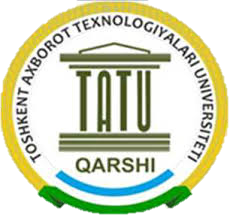 TOSHKENT AXBOROT TEXNOLOGIYALARI UNIVERSITETI
TATU
QARSHI